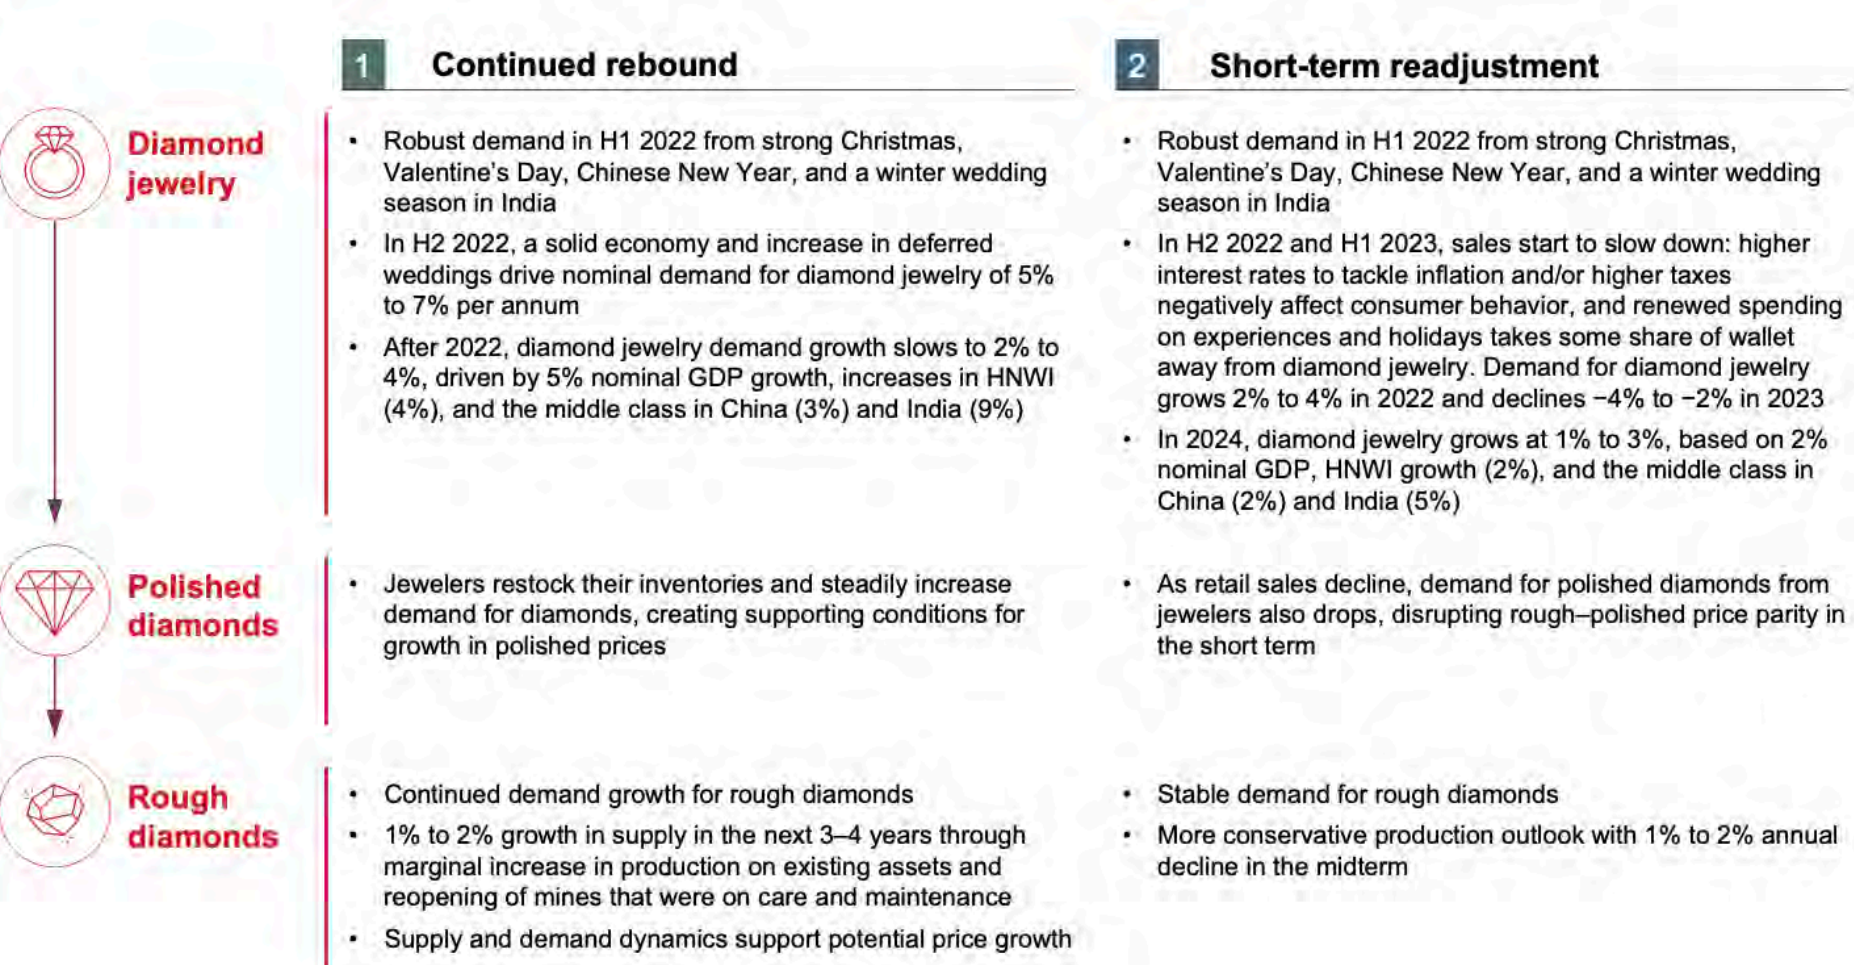 1 Continued rebound
2 Short-term readjustment
Diamond
jewelry
• Robust demand in H1 2022 from strong Christmas,
Valentine's Day, Chinese New Year, and a winter wedding
season in India
• In H2 2022, a solid economy and increase in deferred
weddings drive nominal demand for diamond jewelry of 5%
to 7% per annum
• After 2022, diamond jewelry demand growth slows to 2% to
4%, driven by 5% nominal GDP growth, increases in HNWI
(4%), and the middle class in China (3%) and India (9%)
• Robust demand in H1 2022 from strong Christmas,
Valentine's Day, Chinese New Year, and a winter wedding
season in India
• In H2 2022 and H1 2023, sales start to slow down: higher
interest rates to tackle inflation and/or higher taxes
negatively affect consumer behavior, and renewed spending
on experiences and holidays takes some share of wallet
away from diamond jewelry. Demand for diamond jewelry
grows 2% to 4% in 2022 and declines −4% to −2% in 2023
• In 2024, diamond jewelry grows at 1% to 3%, based on 2%
nominal GDP, HNWI growth (2%), and the middle class in
China (2%) and India (5%)
Polished
diamonds
• Jewelers restock their inventories and steadily increase
demand for diamonds, creating supporting conditions for
growth in polished prices
• As retail sales decline, demand for polished diamonds from
jewelers also drops, disrupting rough–polished price parity in
the short term
Rough
diamonds
• Continued demand growth for rough diamonds
• 1% to 2% growth in supply in the next 3–4 years through
marginal increase in production on existing assets and
reopening of mines that were on care and maintenance
• Supply and demand dynamics support potential price growth
• Stable demand for rough diamonds
• More conservative production outlook with 1% to 2% annual
decline in the midterm